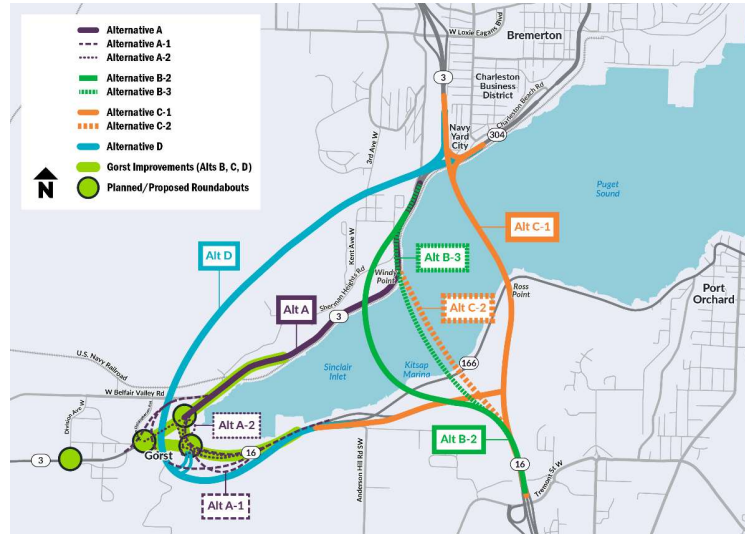 Alternative A
Alternative A-1
Alternative A-2
Alternative B-2
Alternative B-3
Alternative C-1
Alternative C-2
Alternative D
Gorst Improvements (Alts B, C, D)
Planned/Proposed Roundabouts
N
W Loxie Eagans Blvd
Bremerton
3
Charleston
Business
District
Charleston Beach Rd
Navy
Yard
City
304
3rd Ave W
Puget
Sound
Alt C-1
Kent Ave W
Alt D
Alt B-3
Windy
Point
Sherman Heights Rd
Ross
Point
Port
Orchard
Alt A
Alt C-2
3
U.S. Navy Railroad
166
Sinclair
Inlet
Kitsap
Marina
W Belfair Valley Rd
Division Ave W
Alt A-2
Alt B-2
Gorst
16
3
Anderson Hill Rd SW
16
Tremont St W
Alt A-1